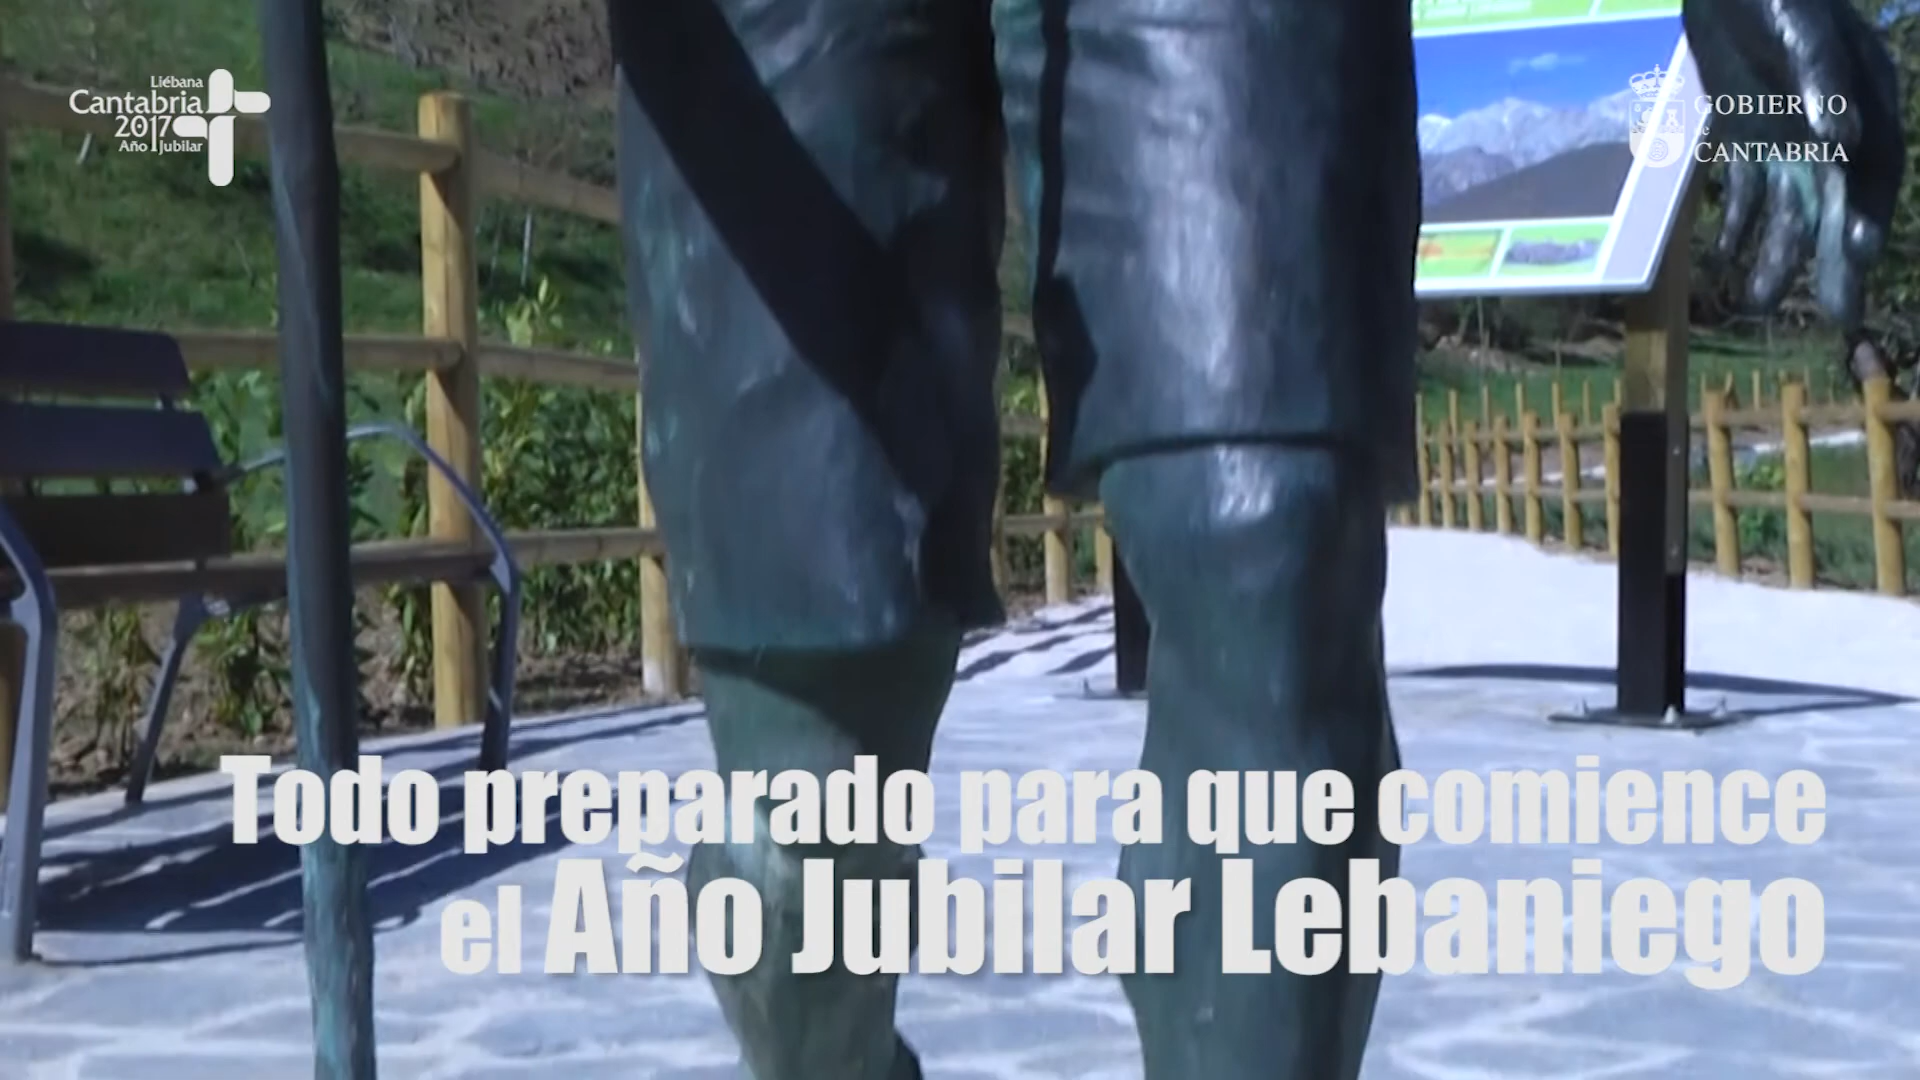 Liébana
Cantabria
2017
Año Jubilar
GOBIERNO
de
CANTABRIA
Todo preparado para que comience
el Año Jubilar Lebaniego